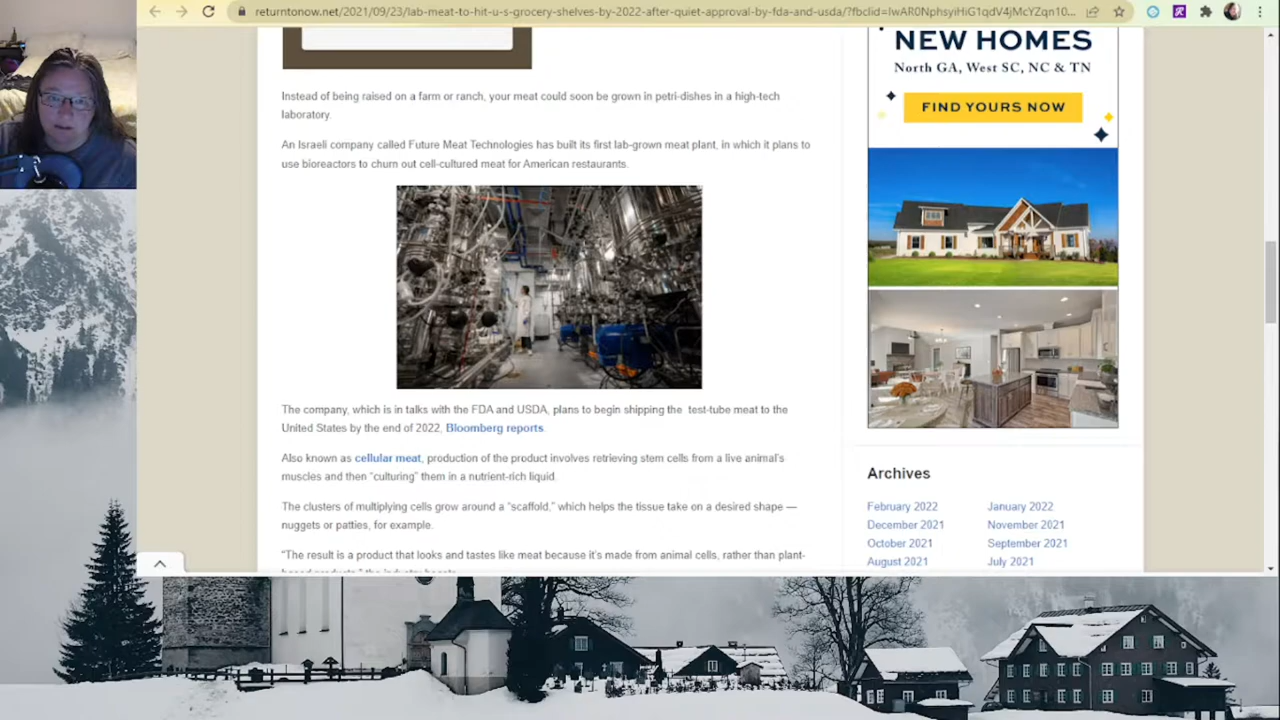 returntonow.net/2021/09/23/lab-meat-to-hit-u-s-grocery-shelves-by-2022-after-quiet-approval-by-fda-and-usda/?fbclid=IwAR0NphsyiHiG1qdV4jMcYZqn10...
NEW HOMES
North GA, West SC, NC & TN
FIND YOURS NOW
Instead of being raised on a farm or ranch, your meat could soon be grown in petri-dishes in a high-tech
laboratory.
An Israeli company called Future Meat Technologies has built its first lab-grown meat plant, in which it plans to
use bioreactors to churn out cell-cultured meat for American restaurants.
The company, which is in talks with the FDA and USDA, plans to begin shipping the test-tube meat to the
United States by the end of 2022, Bloomberg reports.
Also known as cellular meat, production of the product involves retrieving stem cells from a live animal's
muscles and then “culturing” them in a nutrient-rich liquid.
The clusters of multiplying cells grow around a “scaffold,” which helps the tissue take on a desired shape —
nuggets or patties, for example.
“The result is a product that looks and tastes like meat because it's made from animal cells, rather than plant-
Archives
February 2022 January 2022
December 2021 November 2021
October 2021 September 2021
August 2021 July 2021